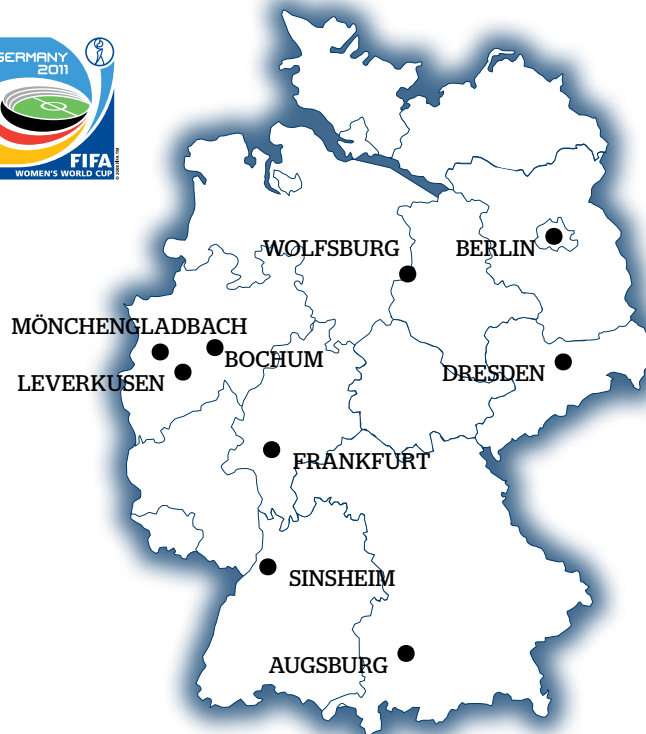 GERMANY
2011
FIFA
WOMEN'S WORLD CUP
WOLFSBURG
BERLIN
MÖNCHENGLADBACH
BOCHUM
LEVERKUSEN
DRESDEN
FRANKFURT
SINSHEIM
AUGSBURG